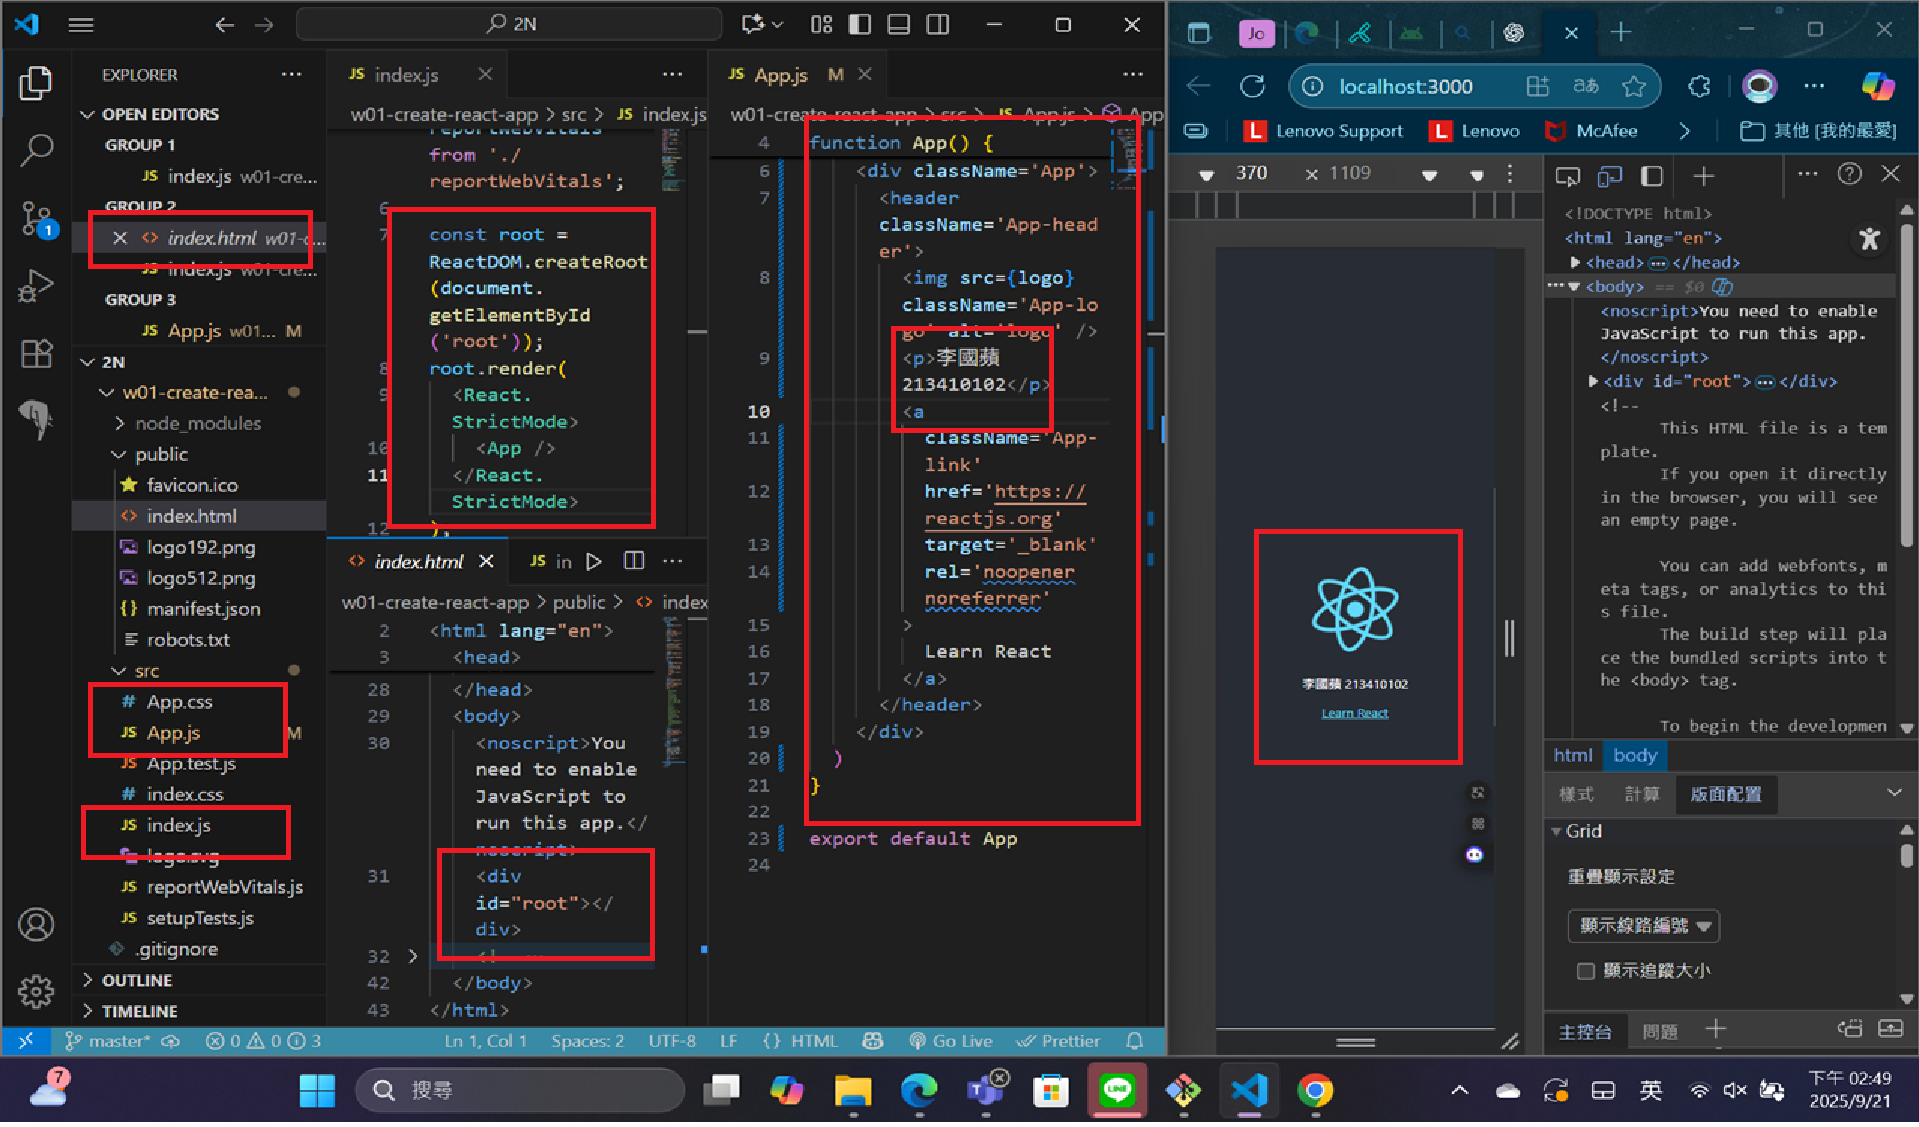 2N
EXPLORER
OPEN EDITORS
GROUP 1
JS index.js w01-cre...
GROUP 2
index.html w01-c...
JS index.js w01-cre...
GROUP 3
JS App.js w01... M
2N
w01-create-rea...
node_modules
public
favicon.ico
index.html
logo192.png
logo512.png
{} manifest.json
robots.txt
src
# App.css
JS App.js M
JS App.test.js
# index.css
JS index.js
logo.svg
JS reportWebVitals.js
JS setupTests.js
.gitignore
OUTLINE
TIMELINE
1
JS index.js
w01-create-react-app > src > JS index.js
reportWebVitals
from './
reportWebVitals';
6
7 const root =
ReactDOM.createRoot
(document.
getElementById
('root'));
8 root.render(
9 <React.
StrictMode>
10 <App />
11 </React.
StrictMode>
12 );
<> index.html JS in
w01-create-react-app > public > <> index
2 <html lang="en">
3 <head>
28 </head>
29 <body>
30 <noscript>You
need to enable
JavaScript to
run this app.</
noscript>
31 <div
id="root"></
div>
32
42 </body>
43 </html>
JS App.js M
w01-create-react-app > src > JS App.js > App
4 function App() {
6 <div className='App'>
7 <header
className='App-head
er'>
8 <img src={logo}
className='App-lo
go' alt='logo' />
9 <p>李國蘋
213410102</p>
10 <a
11 className='App-
link'
12 href='https://
reactjs.org'
13 target='_blank'
14 rel='noopener
noreferrer'
15 >
16 Learn React
17 </a>
18 </header>
19 </div>
20 )
21 }
22
23 export default App
24
master* 0 0 3 Ln 1, Col 1 Spaces: 2 UTF-8 LF {} HTML Go Live Prettier
Jo
localhost:3000
aあ
L Lenovo Support L Lenovo McAfee 其他 [我的最愛]
370 × 1109
李國蘋 213410102
Learn React
<!DOCTYPE html>
<html lang="en">
<head> ... </head>
<body> == $0
<noscript>You need to enable
JavaScript to run this app.
</noscript>
<div id="root"> ... </div>
<!--
This HTML file is a tem
plate.
If you open it directly
in the browser, you will see
an empty page.
You can add webfonts, m
eta tags, or analytics to thi
s file.
The build step will pla
ce the bundled scripts into t
he <body> tag.
To begin the developmen
html body
樣式 計算 版面配置
Grid
重疊顯示設定
顯示線路編號
顯示追蹤大小
主控台 問題
7
搜尋
LINE
英
下午 02:49
2025/9/21